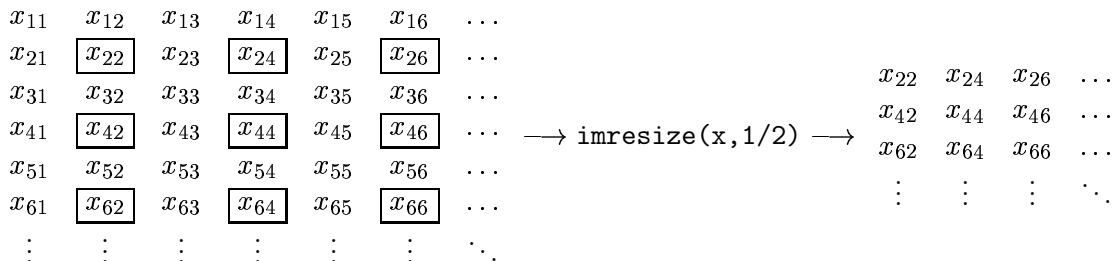 x₁₁ x₁₂ x₁₃ x₁₄ x₁₅ x₁₆ …
x₂₁ x₂₂ x₂₃ x₂₄ x₂₅ x₂₆ …
x₃₁ x₃₂ x₃₃ x₃₄ x₃₅ x₃₆ …
x₄₁ x₄₂ x₄₃ x₄₄ x₄₅ x₄₆ …
x₅₁ x₅₂ x₅₃ x₅₄ x₅₅ x₅₆ …
x₆₁ x₆₂ x₆₃ x₆₄ x₆₅ x₆₆ …
⋮ ⋮ ⋮ ⋮ ⋮ ⋮ ⋱
⟶ imresize(x,1/2) ⟶
x₂₂ x₂₄ x₂₆ …
x₄₂ x₄₄ x₄₆ …
x₆₂ x₆₄ x₆₆ …
⋮ ⋮ ⋮ ⋱